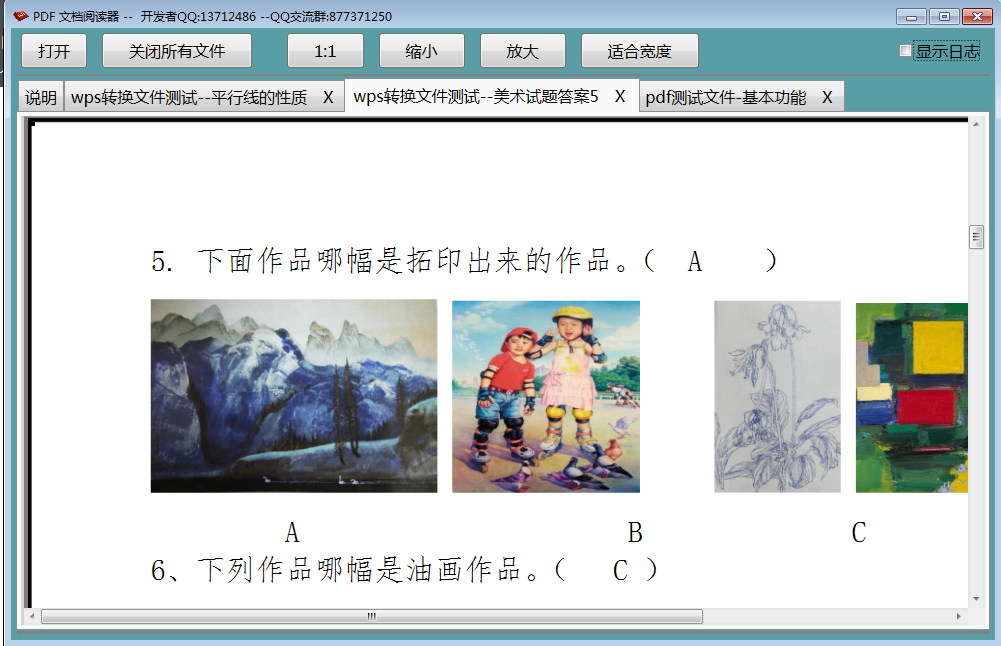 PDF 文档阅读器 -- 开发者QQ:13712486 --QQ交流群:877371250
打开 关闭所有文件 1:1 缩小 放大 适合宽度 显示日志
说明 wps转换文件测试--平行线的性质 X wps转换文件测试--美术试题答案5 X pdf测试文件-基本功能 X
5. 下面作品哪幅是拓印出来的作品。（ A ）
A B C
6、下列作品哪幅是油画作品。（ C ）